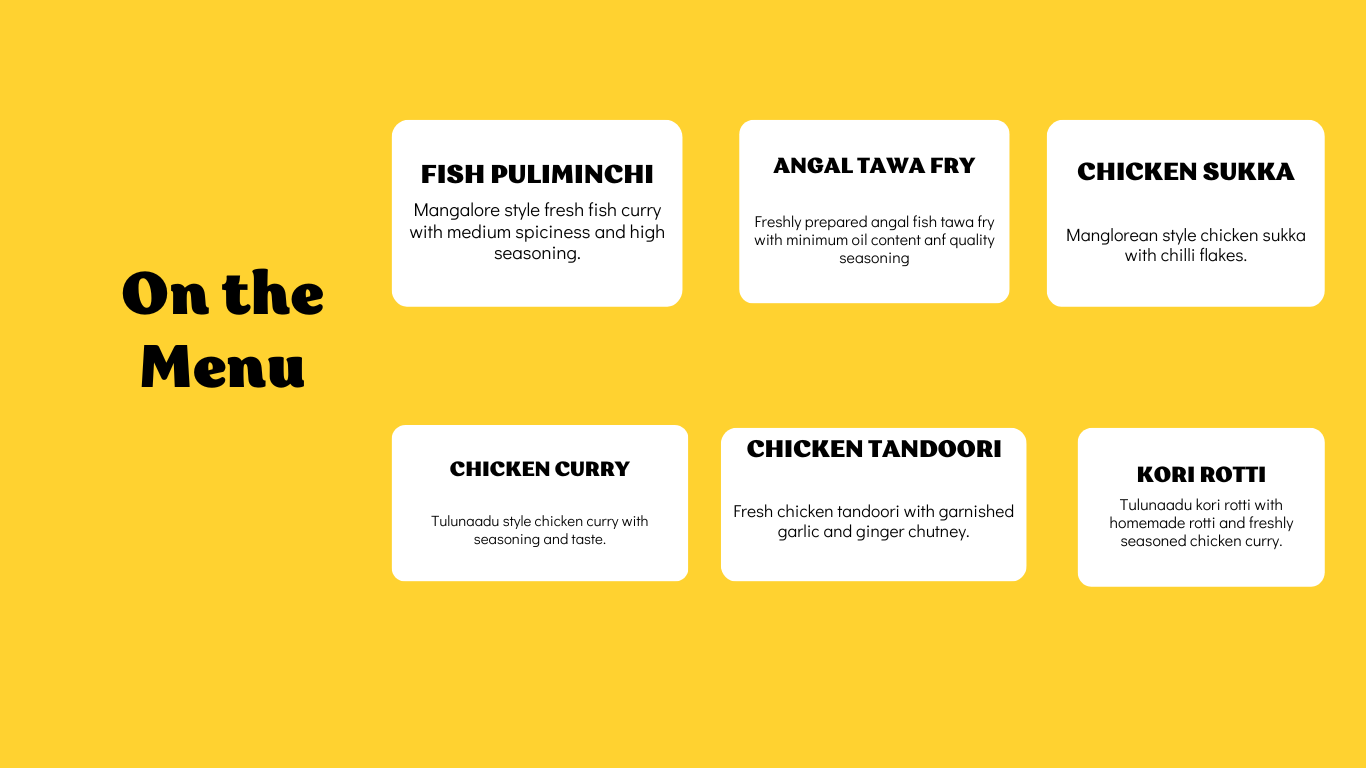 On the
Menu
FISH PULIMINCHI
Mangalore style fresh fish curry
with medium spiciness and high
seasoning.
ANGAL TAWA FRY
Freshly prepared angal fish tawa fry
with minimum oil content anf quality
seasoning
CHICKEN SUKKA
Manglorean style chicken sukka
with chilli flakes.
CHICKEN CURRY
Tulunaadu style chicken curry with
seasoning and taste.
CHICKEN TANDOORI
Fresh chicken tandoori with garnished
garlic and ginger chutney.
KORI ROTTI
Tulunaadu kori rotti with
homemade rotti and freshly
seasoned chicken curry.